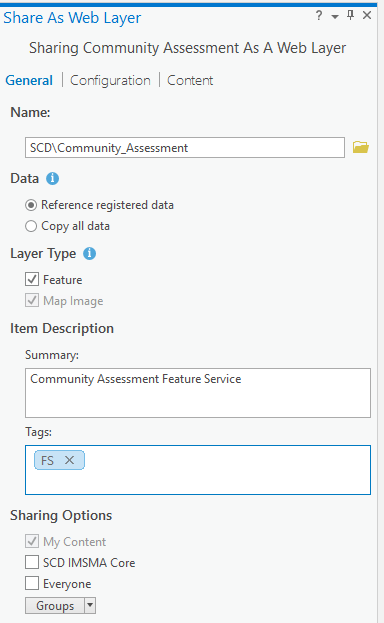 Share As Web Layer
Sharing Community Assessment As A Web Layer
General | Configuration | Content
Name:
SCD\Community_Assessment
Data
Reference registered data
Copy all data
Layer Type
Feature
Map Image
Item Description
Summary:
Community Assessment Feature Service
Tags:
FS
Sharing Options
My Content
SCD IMSMA Core
Everyone
Groups